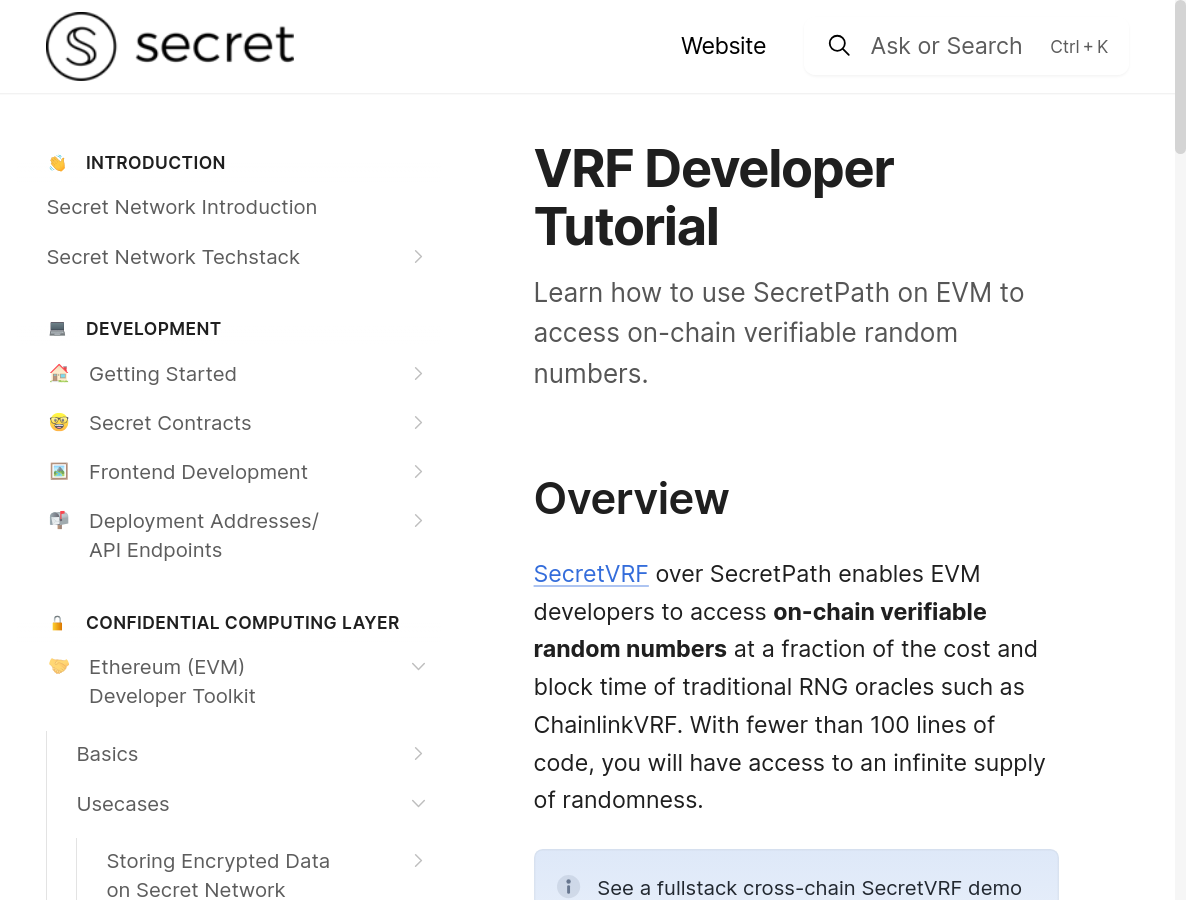 secret
Website
Ask or Search
Ctrl + K
INTRODUCTION
Secret Network Introduction
Secret Network Techstack
DEVELOPMENT
Getting Started
Secret Contracts
Frontend Development
Deployment Addresses/
API Endpoints
CONFIDENTIAL COMPUTING LAYER
Ethereum (EVM)
Developer Toolkit
Basics
Usecases
Storing Encrypted Data
on Secret Network
VRF Developer
Tutorial
Learn how to use SecretPath on EVM to
access on-chain verifiable random
numbers.
Overview
SecretVRF over SecretPath enables EVM
developers to access on-chain verifiable
random numbers at a fraction of the cost and
block time of traditional RNG oracles such as
ChainlinkVRF. With fewer than 100 lines of
code, you will have access to an infinite supply
of randomness.
See a fullstack cross-chain SecretVRF demo